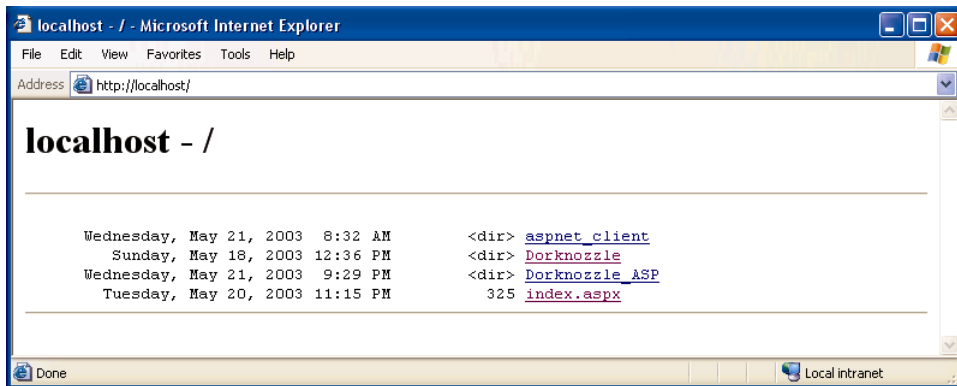 localhost - / - Microsoft Internet Explorer
File Edit View Favorites Tools Help
Address http://localhost/
localhost - /
Wednesday, May 21, 2003 8:32 AM <dir> aspnet_client
Sunday, May 18, 2003 12:36 PM <dir> Dorknozzle
Wednesday, May 21, 2003 9:29 PM <dir> Dorknozzle_ASP
Tuesday, May 20, 2003 11:15 PM 325 index.aspx
Done Local intranet